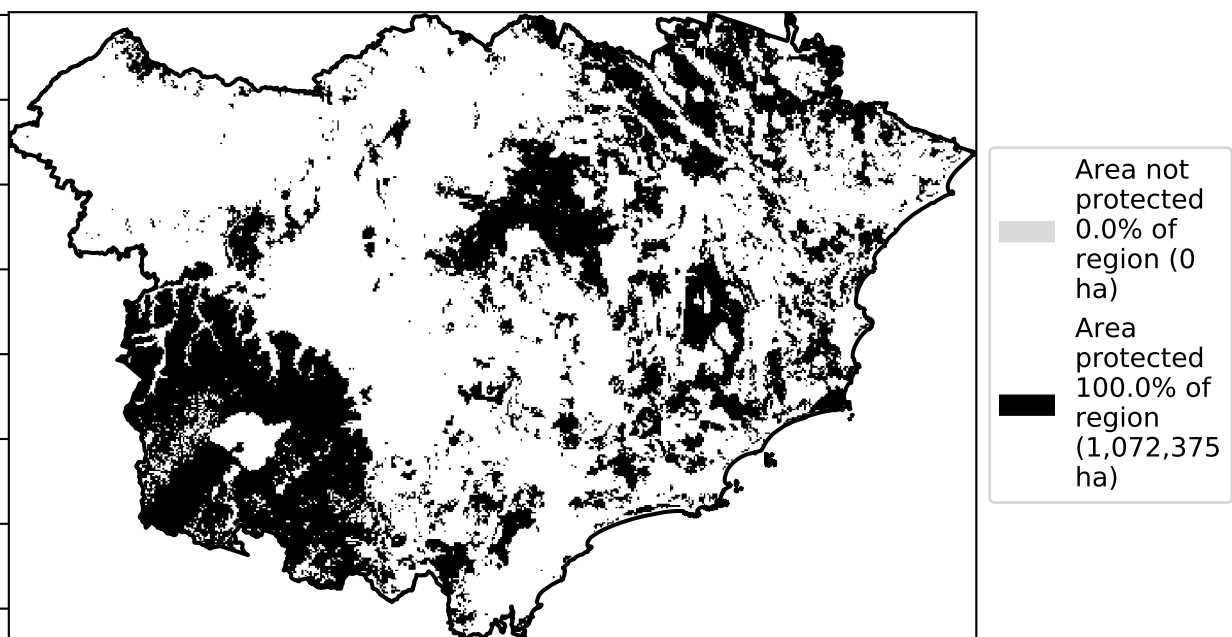 Area not
protected
0.0% of
region (0
ha)
Area
protected
100.0% of
region
(1,072,375
ha)